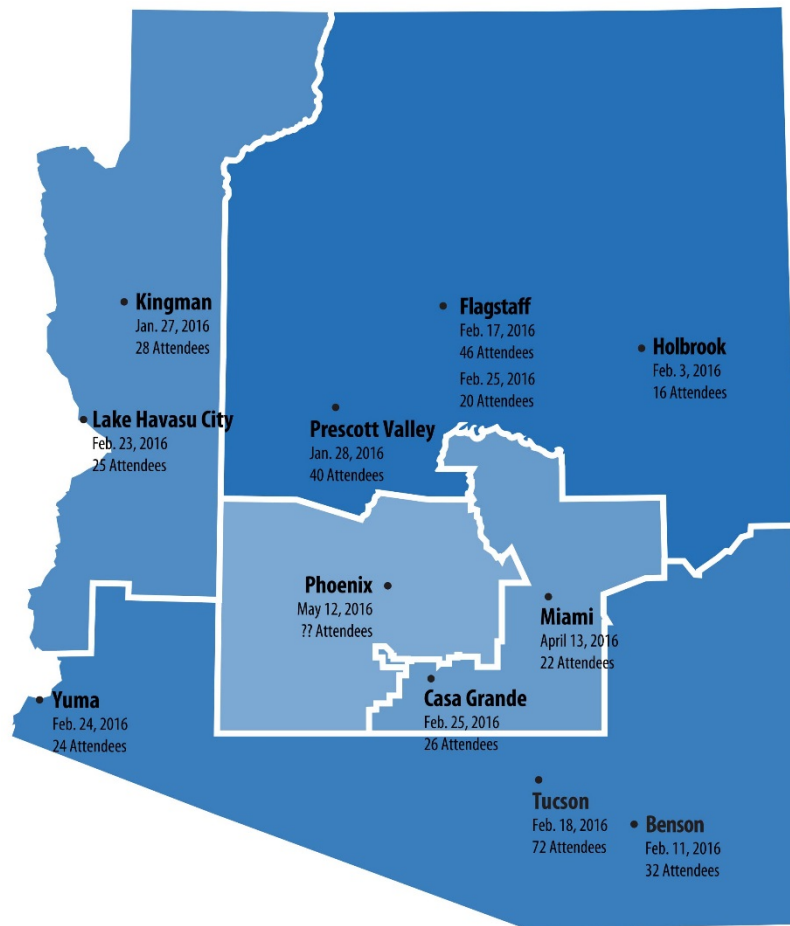 Kingman
Jan. 27, 2016
28 Attendees
Flagstaff
Feb. 17, 2016
46 Attendees
Feb. 25, 2016
20 Attendees
Holbrook
Feb. 3, 2016
16 Attendees
Lake Havasu City
Feb. 23, 2016
25 Attendees
Prescott Valley
Jan. 28, 2016
40 Attendees
Phoenix
May 12, 2016
?? Attendees
Miami
April 13, 2016
22 Attendees
Yuma
Feb. 24, 2016
24 Attendees
Casa Grande
Feb. 25, 2016
26 Attendees
Tucson
Feb. 18, 2016
72 Attendees
Benson
Feb. 11, 2016
32 Attendees